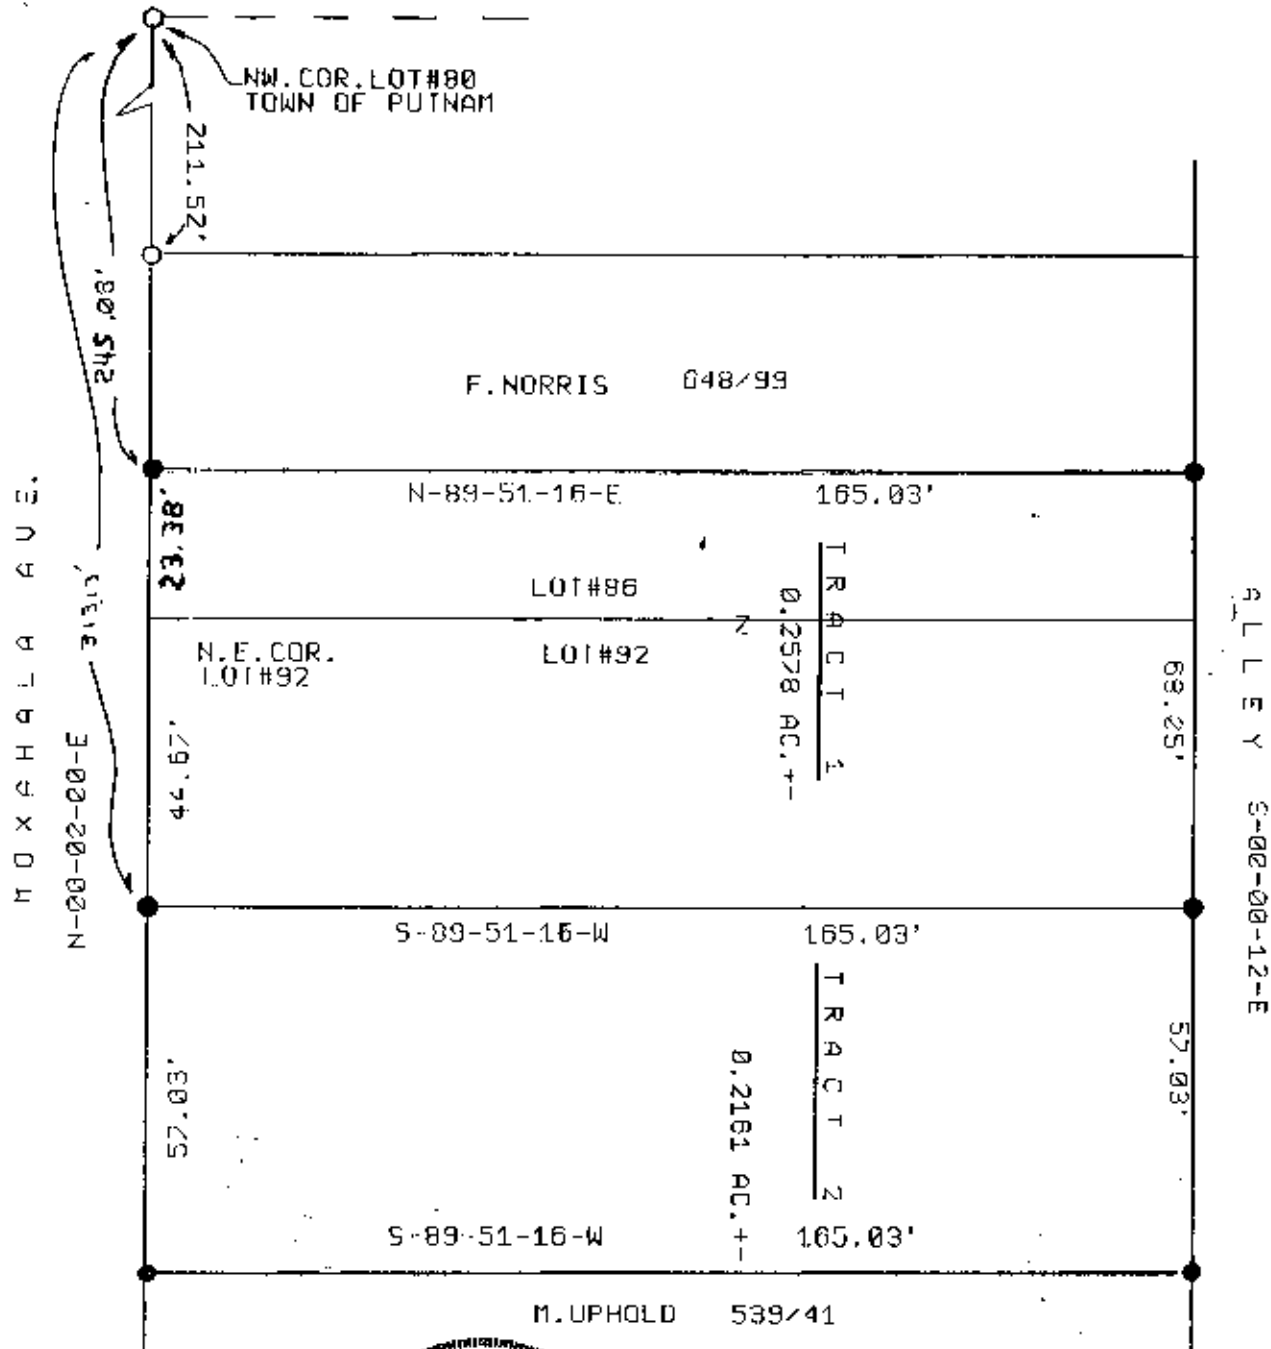 NW.COR.LOT#80
TOWN OF PUTNAM
211.52'
245.08'
F.NORRIS 648/99
N-89-51-16-E 165.03'
23.38'
LOT#86
LOT#92
N.E.COR.
LOT#92
TRACT 1
0.2578 AC.+-
68.05'
44.67'
313.13'
MOXAHALA AVE.
N-00-02-00-E
ALLEY S-00-00-12-E
S-89-51-16-W 165.03'
TRACT 2
0.2161 AC.+-
57.03'
57.03'
S-89-51-16-W 165.03'
M.UPHOLD 539/41